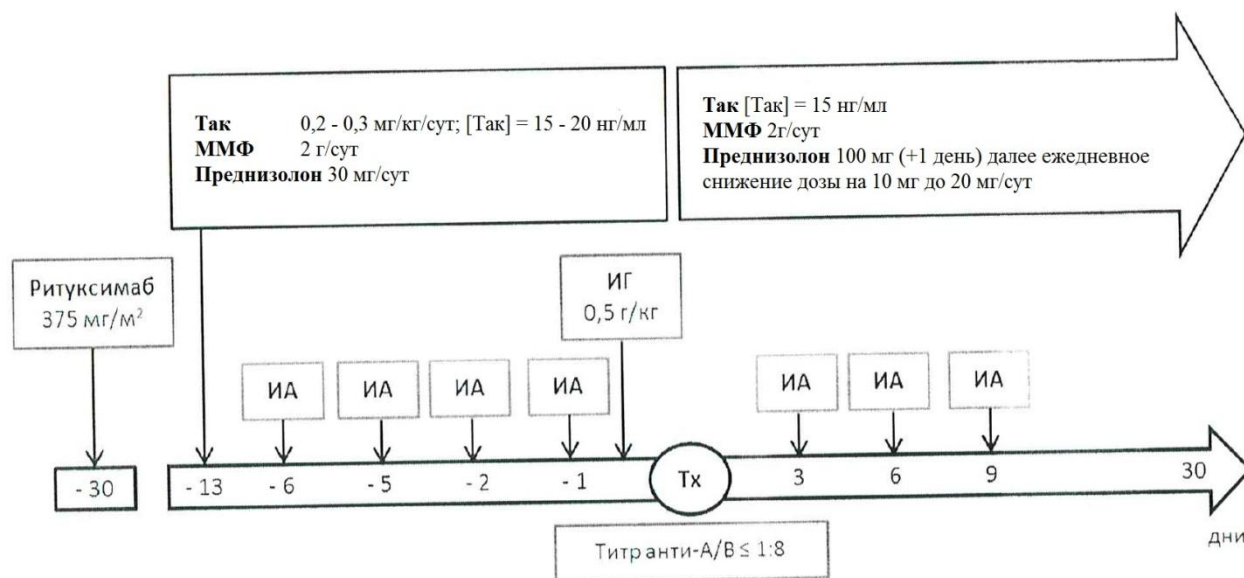 Так 0,2 - 0,3 мг/кг/сут; [Так] = 15 - 20 нг/мл
ММФ 2 г/сут
Преднизолон 30 мг/сут
Так [Так] = 15 нг/мл
ММФ 2г/сут
Преднизолон 100 мг (+1 день) далее ежедневное
снижение дозы на 10 мг до 20 мг/сут
Ритуксимаб
375 мг/м²
ИГ
0,5 г/кг
ИА ИА ИА ИА ИА ИА ИА
- 30 - 13 - 6 - 5 - 2 - 1 Тх 3 6 9 30
дни
Титр анти-А/В ≤ 1:8